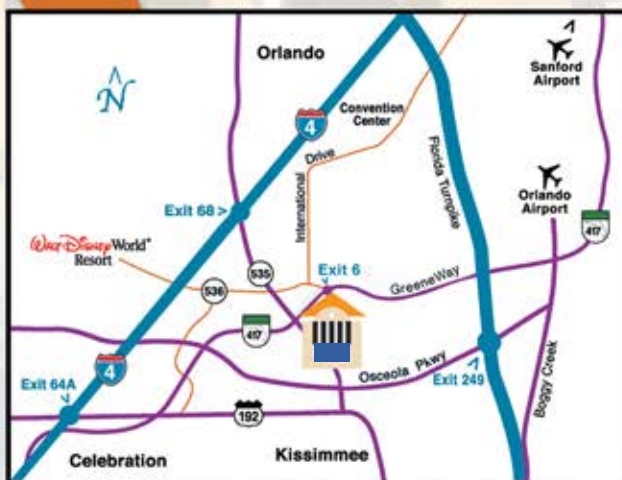 Orlando
Sanford
Airport
N
4
Convention
Center
Drive
International
Florida Turnpike
Orlando
Airport
417
Exit 68 >
Walt Disney World®
Resort
535
536
Exit 6
GreeneWay
417
4
Exit 64A
Osceola Pkwy
Exit 249
Boggy Creek
192
Celebration
Kissimmee